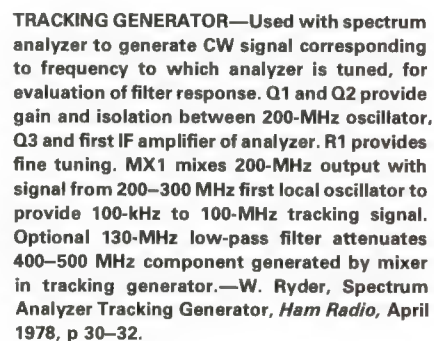 TRACKING GENERATOR—Used with spectrum
analyzer to generate CW signal corresponding
to frequency to which analyzer is tuned, for
evaluation of filter response. Q1 and Q2 provide
gain and isolation between 200-MHz oscillator,
Q3 and first IF amplifier of analyzer. R1 provides
fine tuning. MX1 mixes 200-MHz output with
signal from 200–300 MHz first local oscillator to
provide 100-kHz to 100-MHz tracking signal.
Optional 130-MHz low-pass filter attenuates
400–500 MHz component generated by mixer
in tracking generator.—W. Ryder, Spectrum
Analyzer Tracking Generator, Ham Radio, April
1978, p 30–32.